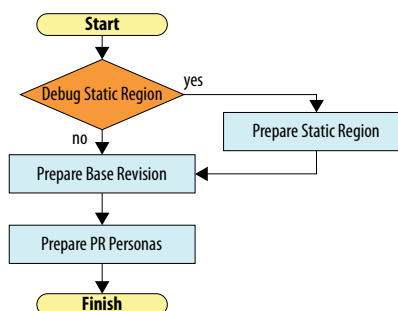 Start
Debug Static Region
yes
Prepare Static Region
no
Prepare Base Revision
Prepare PR Personas
Finish